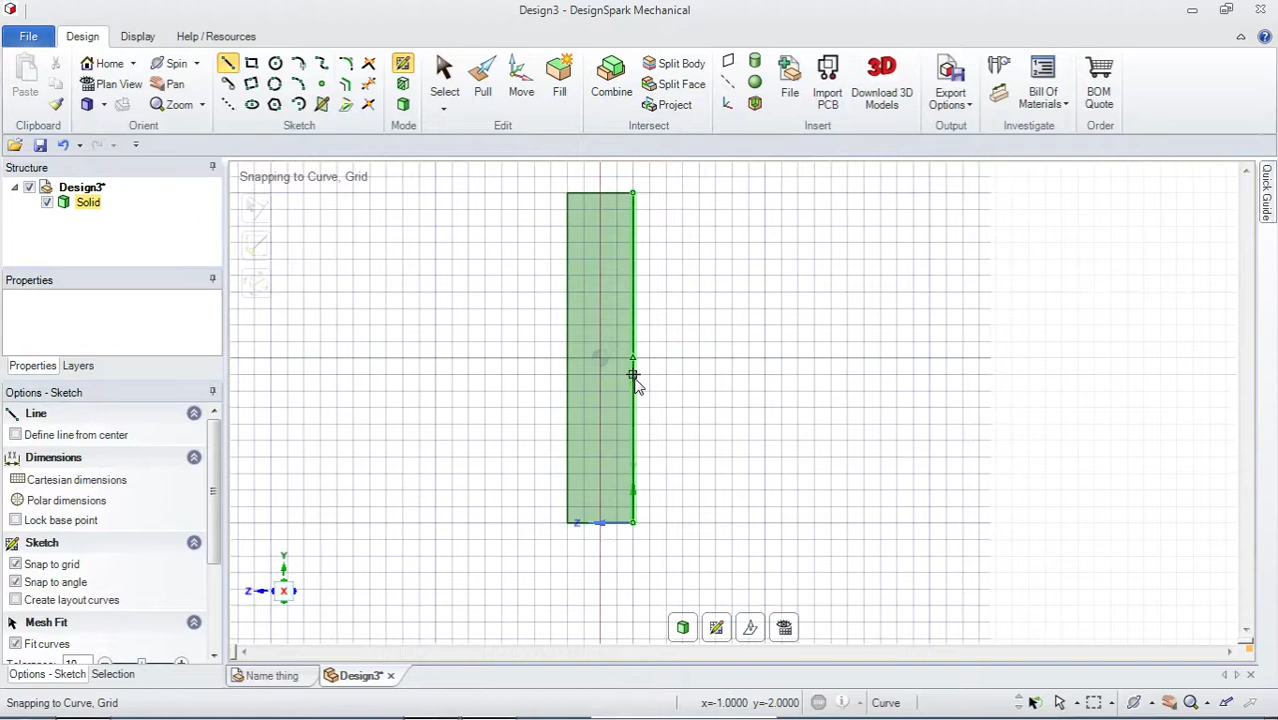 Design3 - DesignSpark Mechanical
File Design Display Help / Resources
Home Spin
Plan View Pan
Zoom
Paste
Select Pull Move Fill
Combine Split Body
Split Face
Project
File Import PCB Download 3D Models
3D
Export Options
Bill Of Materials
BOM Quote
Clipboard Orient Sketch Mode Edit Intersect Insert Output Investigate Order
Structure
Design3*
Solid
Properties
Properties Layers
Options - Sketch
Line
Define line from center
Dimensions
Cartesian dimensions
Polar dimensions
Lock base point
Sketch
Snap to grid
Snap to angle
Create layout curves
Mesh Fit
Fit curves
Options - Sketch Selection
Snapping to Curve, Grid
Z
Y
Z X
Quick Guide
Name thing Design3*
Snapping to Curve, Grid
x=-1.0000 y=-2.0000 Curve